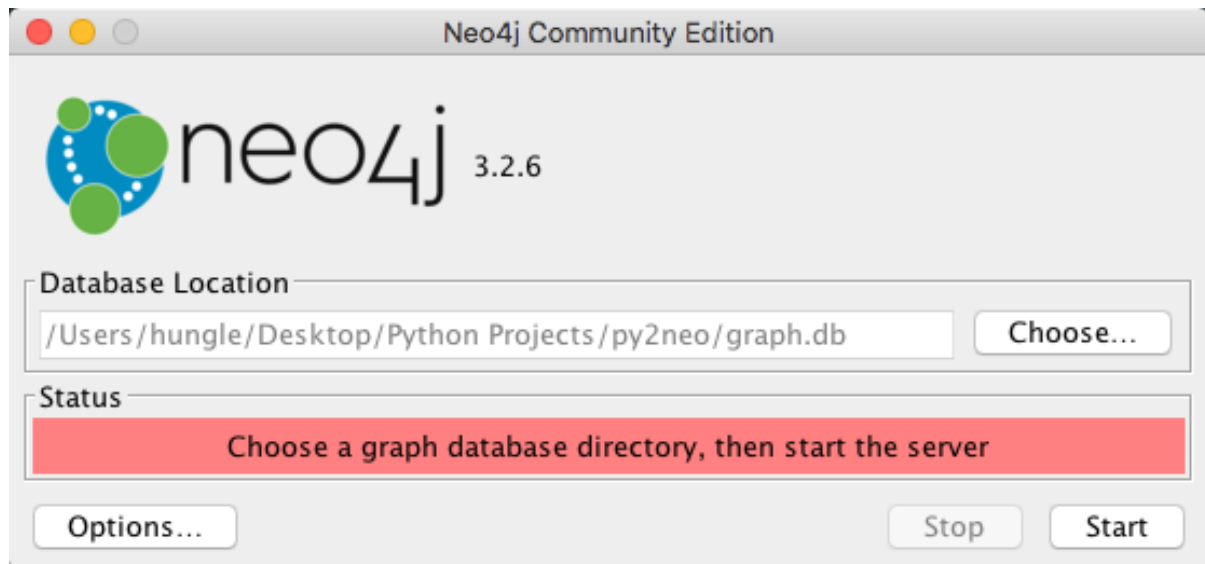 Neo4j Community Edition
neo4j 3.2.6
Database Location
/Users/hungle/Desktop/Python Projects/py2neo/graph.db
Choose...
Status
Choose a graph database directory, then start the server
Options...
Stop
Start